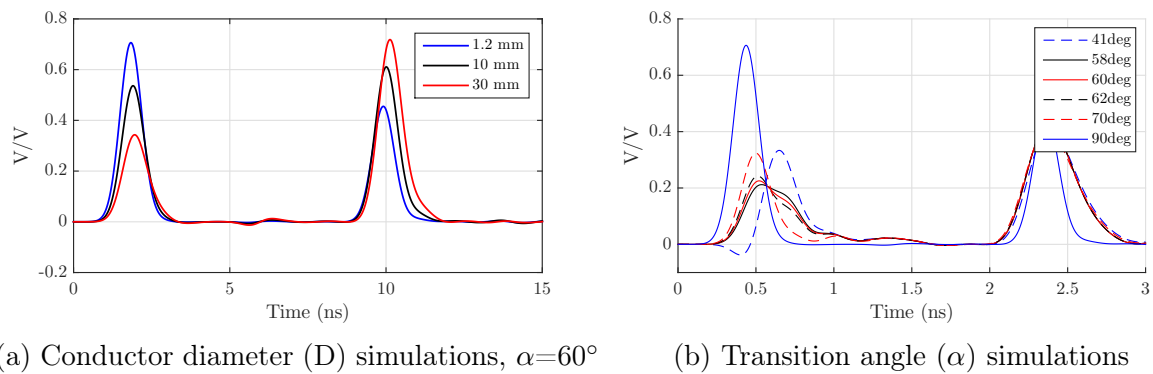 0.8
0.6
0.4
0.2
0
-0.2
V/V
0
5
10
15
Time (ns)
1.2 mm
10 mm
30 mm
(a) Conductor diameter (D) simulations, α=60°
0.8
0.6
0.4
0.2
0
V/V
0
0.5
1
1.5
2
2.5
3
Time (ns)
41deg
58deg
60deg
62deg
70deg
90deg
(b) Transition angle (α) simulations